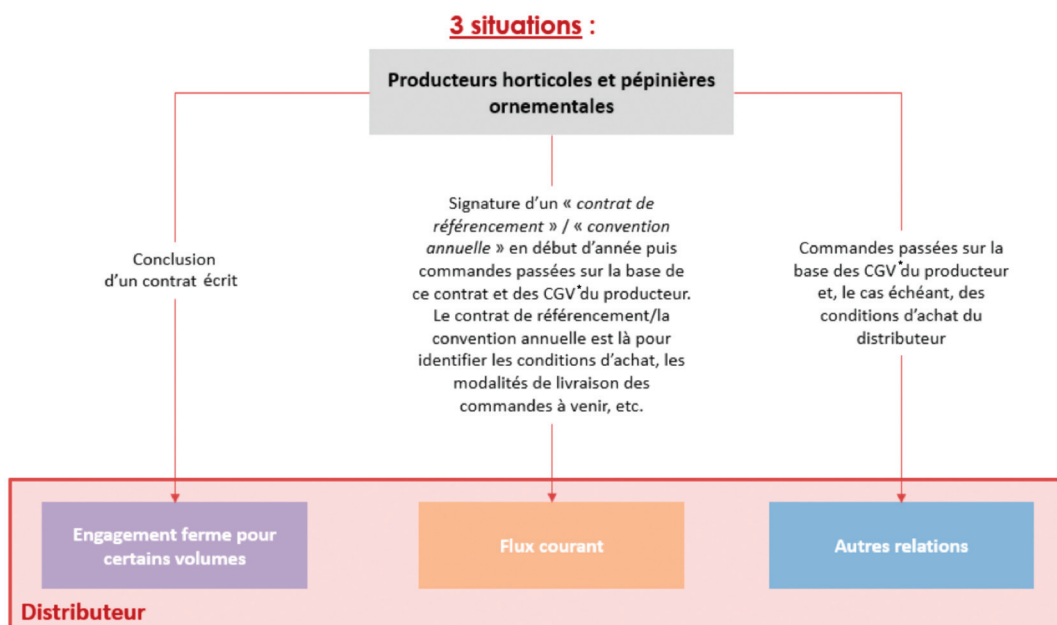 3 situations :
Producteurs horticoles et pépinières
ornementales
Conclusion
d'un contrat écrit
Signature d'un « contrat de
référencement » / « convention
annuelle » en début d'année puis
commandes passées sur la base de
ce contrat et des CGV* du producteur.
Le contrat de référencement/la
convention annuelle est là pour
identifier les conditions d'achat, les
modalités de livraison des
commandes à venir, etc.
Commandes passées sur la
base des CGV* du producteur
et, le cas échéant, des
conditions d'achat du
distributeur
Engagement ferme pour
certains volumes
Flux courant
Autres relations
Distributeur